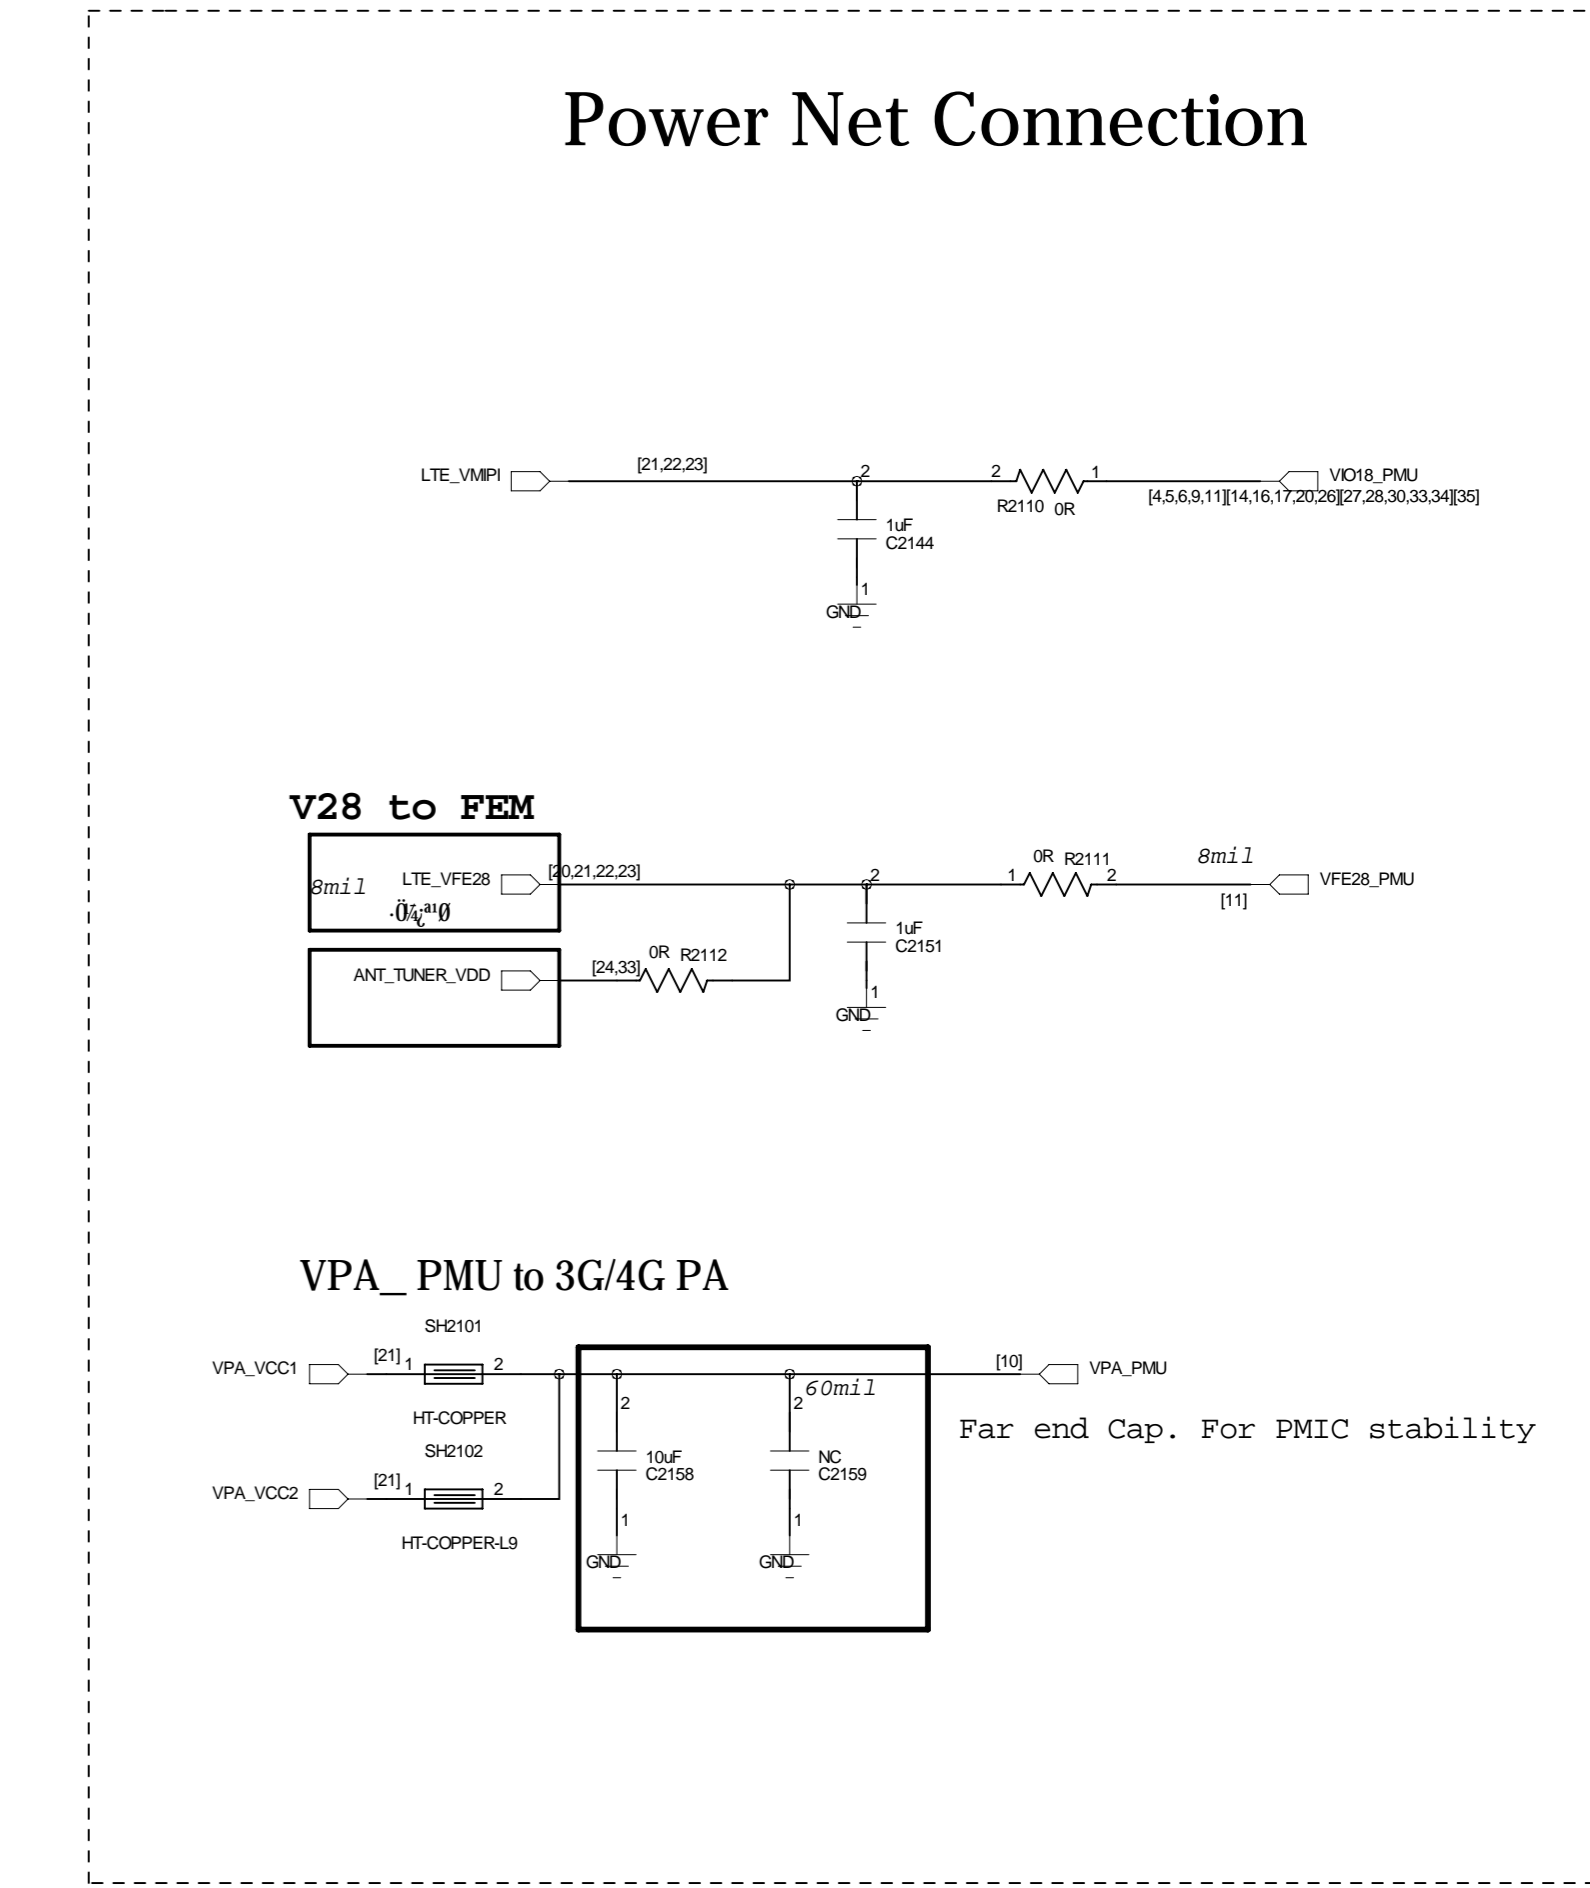 Power Net Connection
LTE_VMIPI
[21,22,23]
2
2
1
VIO18_PMU
R2110 0R
[4,5,6,9,11][14,16,17,20,26][27,28,30,33,34][35]
1uF
C2144
1
GND
V28 to FEM
8mil
LTE_VFE28
[20,21,22,23]
2
1
0R R2111
2
8mil
VFE28_PMU
[11]
1uF
C2151
1
GND
ANT_TUNER_VDD
[24,33]
0R R2112
VPA_ PMU to 3G/4G PA
SH2101
VPA_VCC1
[21]
1
2
HT-COPPER
SH2102
VPA_VCC2
[21]
1
2
HT-COPPER-L9
2
10uF
C2158
1
GND
2
60mil
NC
C2159
1
GND
[10]
VPA_PMU
Far end Cap. For PMIC stability